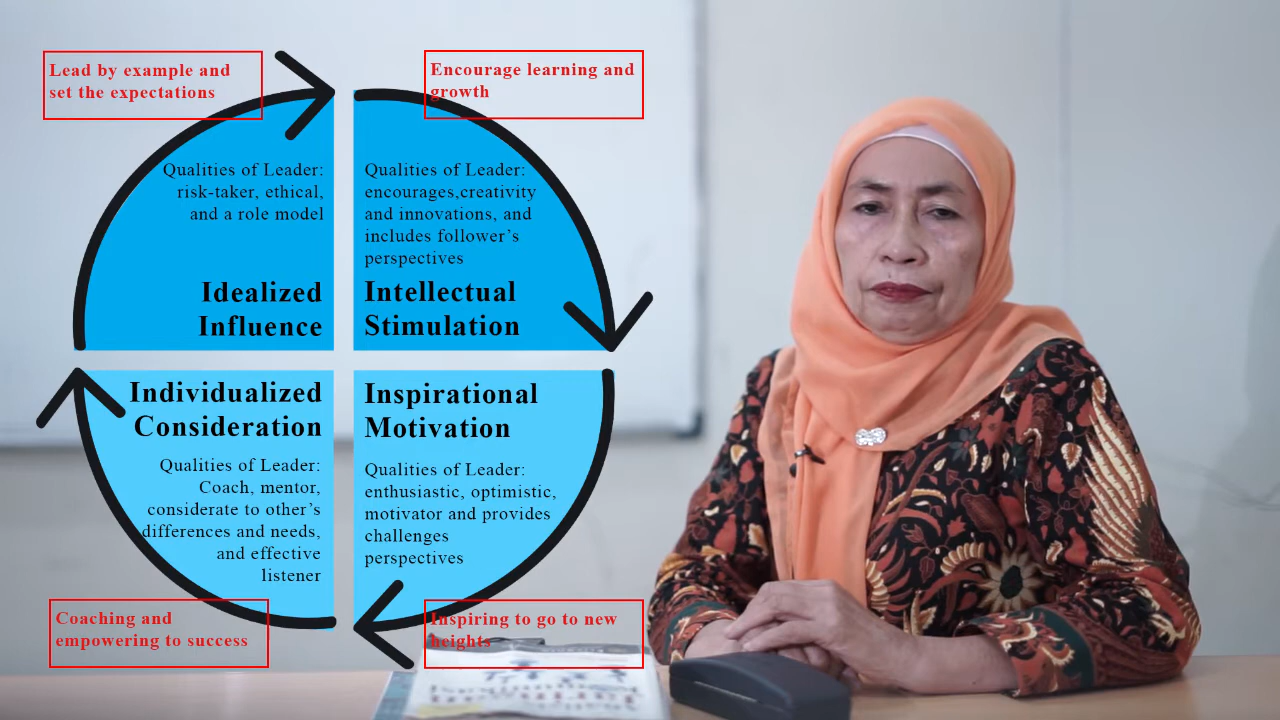 Lead by example and
set the expectations
Encourage learning and
growth
Qualities of Leader:
risk-taker, ethical,
and a role model
Idealized
Influence
Qualities of Leader:
encourages,creativity
and innovations, and
includes follower's
perspectives
Intellectual
Stimulation
Individualized
Consideration
Qualities of Leader:
Coach, mentor,
considerate to other's
differences and needs,
and effective
listener
Inspirational
Motivation
Qualities of Leader:
enthusiastic, optimistic,
motivator and provides
challenges
perspectives
Coaching and
empowering to success
Inspiring to go to new
heights